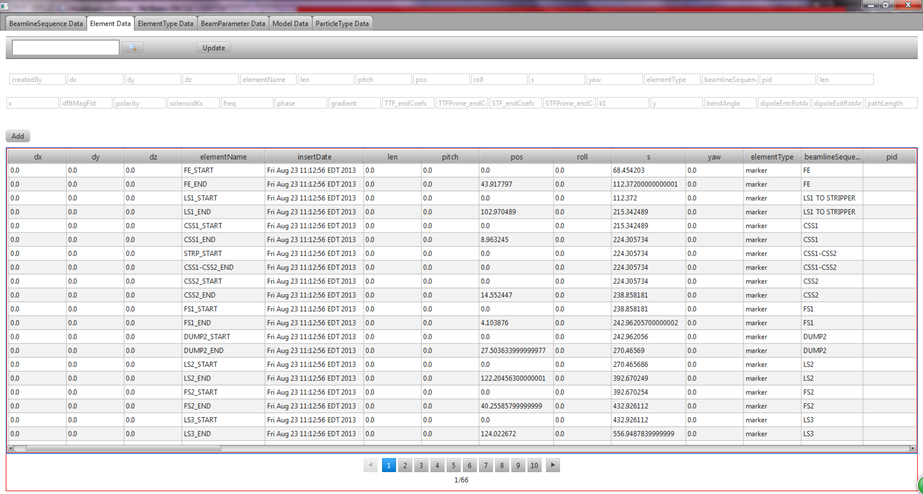 BeamlineSequence Data Element Data ElementType Data BeamParameter Data Model Data ParticleType Data
Update
createdBy dx dy dz elementName len pitch pos roll s yaw elementType beamlineSequen pid len
x dfltMagFld polarity solenoidKs freq phase gradient TTF_endCoefs TTFPrime_endC STF_endCoefs STFPrime_endC k1 y bendAngle dipoleEntrRotAn dipoleExitRotAn pathLength
Add
dx dy dz elementName insertDate len pitch pos roll s yaw elementType beamlineSeque... pid
0.0 0.0 0.0 FE_START Fri Aug 23 11:12:56 EDT 2013 0.0 0.0 0.0 0.0 68.454203 0.0 marker FE
0.0 0.0 0.0 FE_END Fri Aug 23 11:12:56 EDT 2013 0.0 0.0 43.917797 0.0 112.37200000000001 0.0 marker FE
0.0 0.0 0.0 LS1_START Fri Aug 23 11:12:56 EDT 2013 0.0 0.0 0.0 0.0 112.372 0.0 marker LS1 TO STRIPPER
0.0 0.0 0.0 LS1_END Fri Aug 23 11:12:56 EDT 2013 0.0 0.0 102.970489 0.0 215.342489 0.0 marker LS1 TO STRIPPER
0.0 0.0 0.0 CSS1_START Fri Aug 23 11:12:56 EDT 2013 0.0 0.0 0.0 0.0 215.342489 0.0 marker CSS1
0.0 0.0 0.0 CSS1_END Fri Aug 23 11:12:56 EDT 2013 0.0 0.0 8.963245 0.0 224.305734 0.0 marker CSS1
0.0 0.0 0.0 STRP_START Fri Aug 23 11:12:56 EDT 2013 0.0 0.0 0.0 0.0 224.305734 0.0 marker CSS1-CSS2
0.0 0.0 0.0 CSS1-CSS2_END Fri Aug 23 11:12:56 EDT 2013 0.0 0.0 0.0 0.0 224.305734 0.0 marker CSS1-CSS2
0.0 0.0 0.0 CSS2_START Fri Aug 23 11:12:56 EDT 2013 0.0 0.0 0.0 0.0 224.305734 0.0 marker CSS2
0.0 0.0 0.0 CSS2_END Fri Aug 23 11:12:56 EDT 2013 0.0 0.0 14.552447 0.0 238.858181 0.0 marker CSS2
0.0 0.0 0.0 FS1_START Fri Aug 23 11:12:56 EDT 2013 0.0 0.0 0.0 0.0 238.858181 0.0 marker FS1
0.0 0.0 0.0 FS1_END Fri Aug 23 11:12:56 EDT 2013 0.0 0.0 4.103876 0.0 242.96205700000002 0.0 marker FS1
0.0 0.0 0.0 DUMP2_START Fri Aug 23 11:12:56 EDT 2013 0.0 0.0 0.0 0.0 242.962056 0.0 marker DUMP2
0.0 0.0 0.0 DUMP2_END Fri Aug 23 11:12:56 EDT 2013 0.0 0.0 27.503633999999977 0.0 270.46569 0.0 marker DUMP2
0.0 0.0 0.0 LS2_START Fri Aug 23 11:12:56 EDT 2013 0.0 0.0 0.0 0.0 270.465686 0.0 marker LS2
0.0 0.0 0.0 LS2_END Fri Aug 23 11:12:56 EDT 2013 0.0 0.0 122.20456300000001 0.0 392.670249 0.0 marker LS2
0.0 0.0 0.0 FS2_START Fri Aug 23 11:12:56 EDT 2013 0.0 0.0 0.0 0.0 392.670254 0.0 marker FS2
0.0 0.0 0.0 FS2_END Fri Aug 23 11:12:56 EDT 2013 0.0 0.0 40.25585799999999 0.0 432.926112 0.0 marker FS2
0.0 0.0 0.0 LS3_START Fri Aug 23 11:12:56 EDT 2013 0.0 0.0 0.0 0.0 432.926112 0.0 marker LS3
0.0 0.0 0.0 LS3_END Fri Aug 23 11:12:56 EDT 2013 0.0 0.0 124.022672 0.0 556.9487839999999 0.0 marker LS3
1 2 3 4 5 6 7 8 9 10
1/66